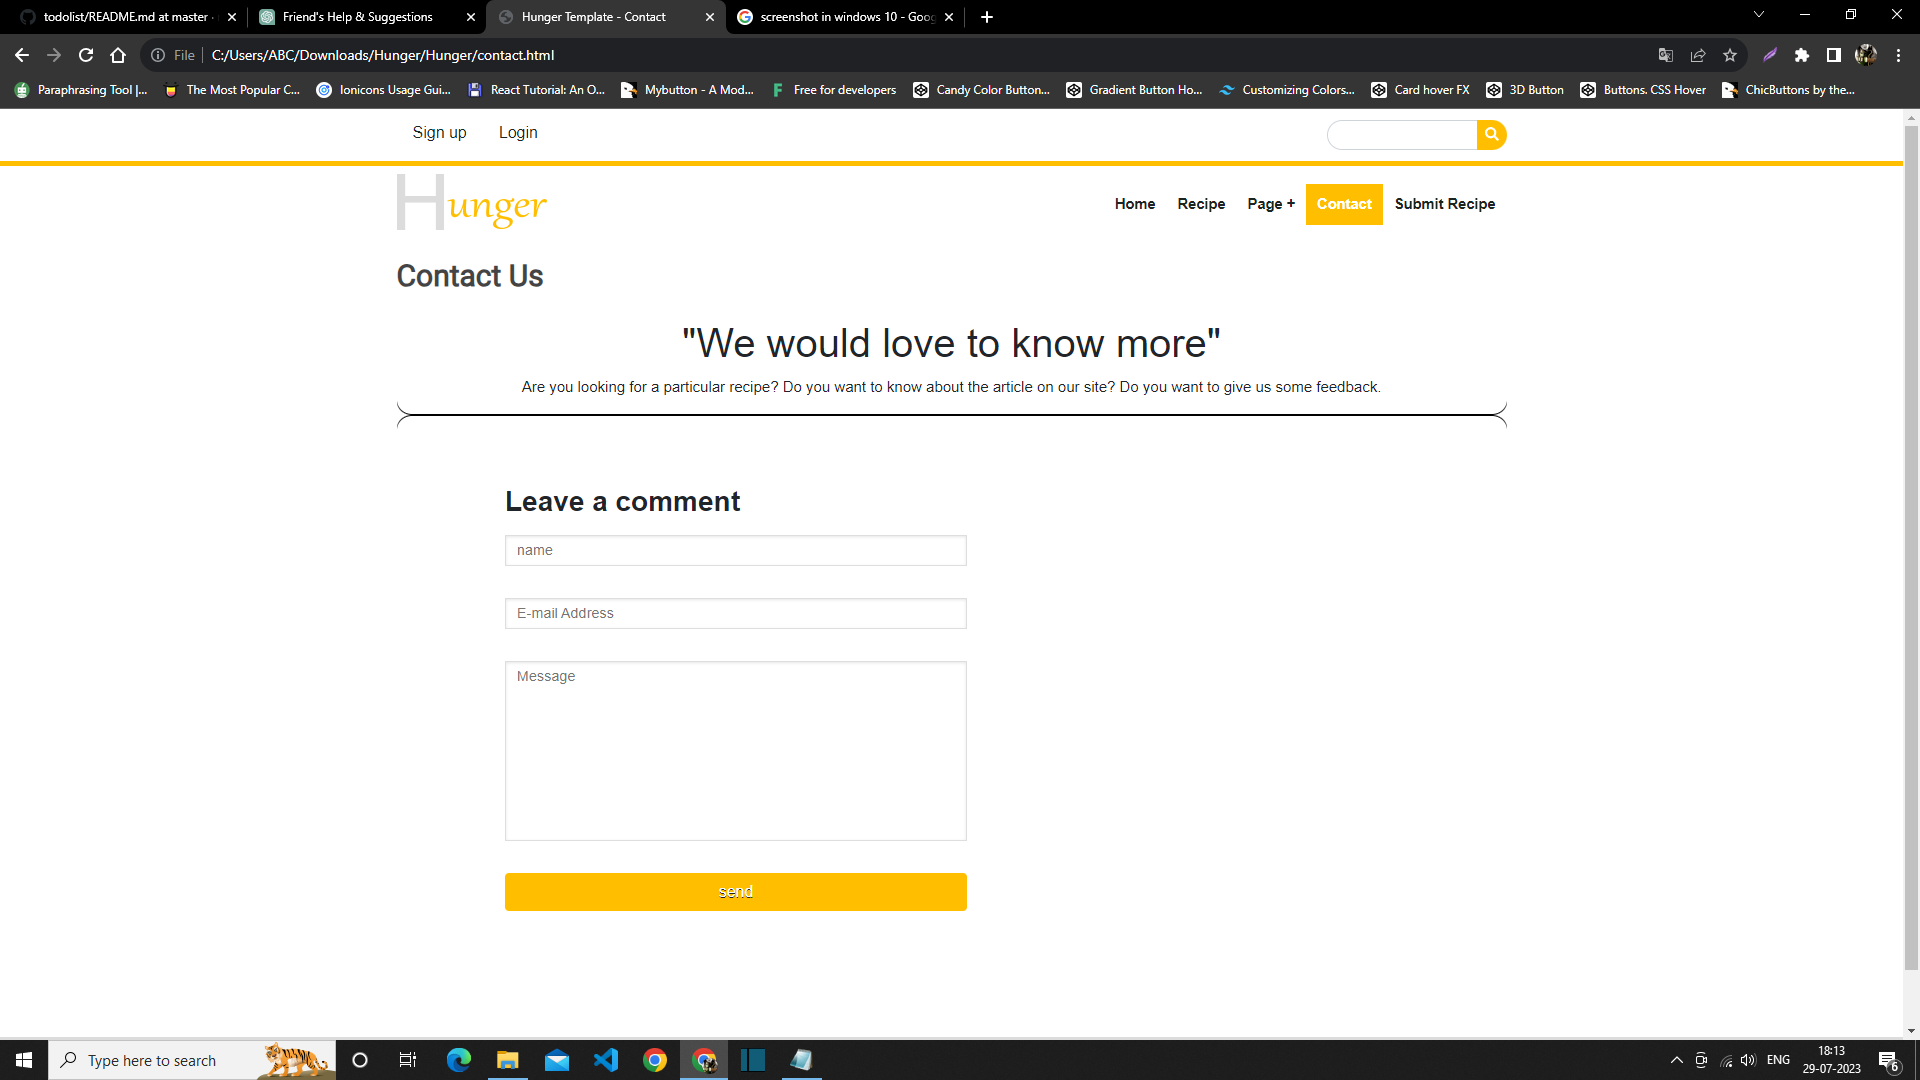 todolist/README.md at master ·
Friend's Help & Suggestions
Hunger Template - Contact
screenshot in windows 10 - Goog
File
C:/Users/ABC/Downloads/Hunger/Hunger/contact.html
Paraphrasing Tool |...
The Most Popular C...
Ionicons Usage Gui...
React Tutorial: An O...
Mybutton - A Mod...
Free for developers
Candy Color Button...
Gradient Button Ho...
Customizing Colors...
Card hover FX
3D Button
Buttons. CSS Hover
ChicButtons by the...
Sign up
Login
Hunger
Home
Recipe
Page +
Contact
Submit Recipe
Contact Us
"We would love to know more"
Are you looking for a particular recipe? Do you want to know about the article on our site? Do you want to give us some feedback.
Leave a comment
name
E-mail Address
Message
send
Type here to search
ENG
18:13
29-07-2023
6